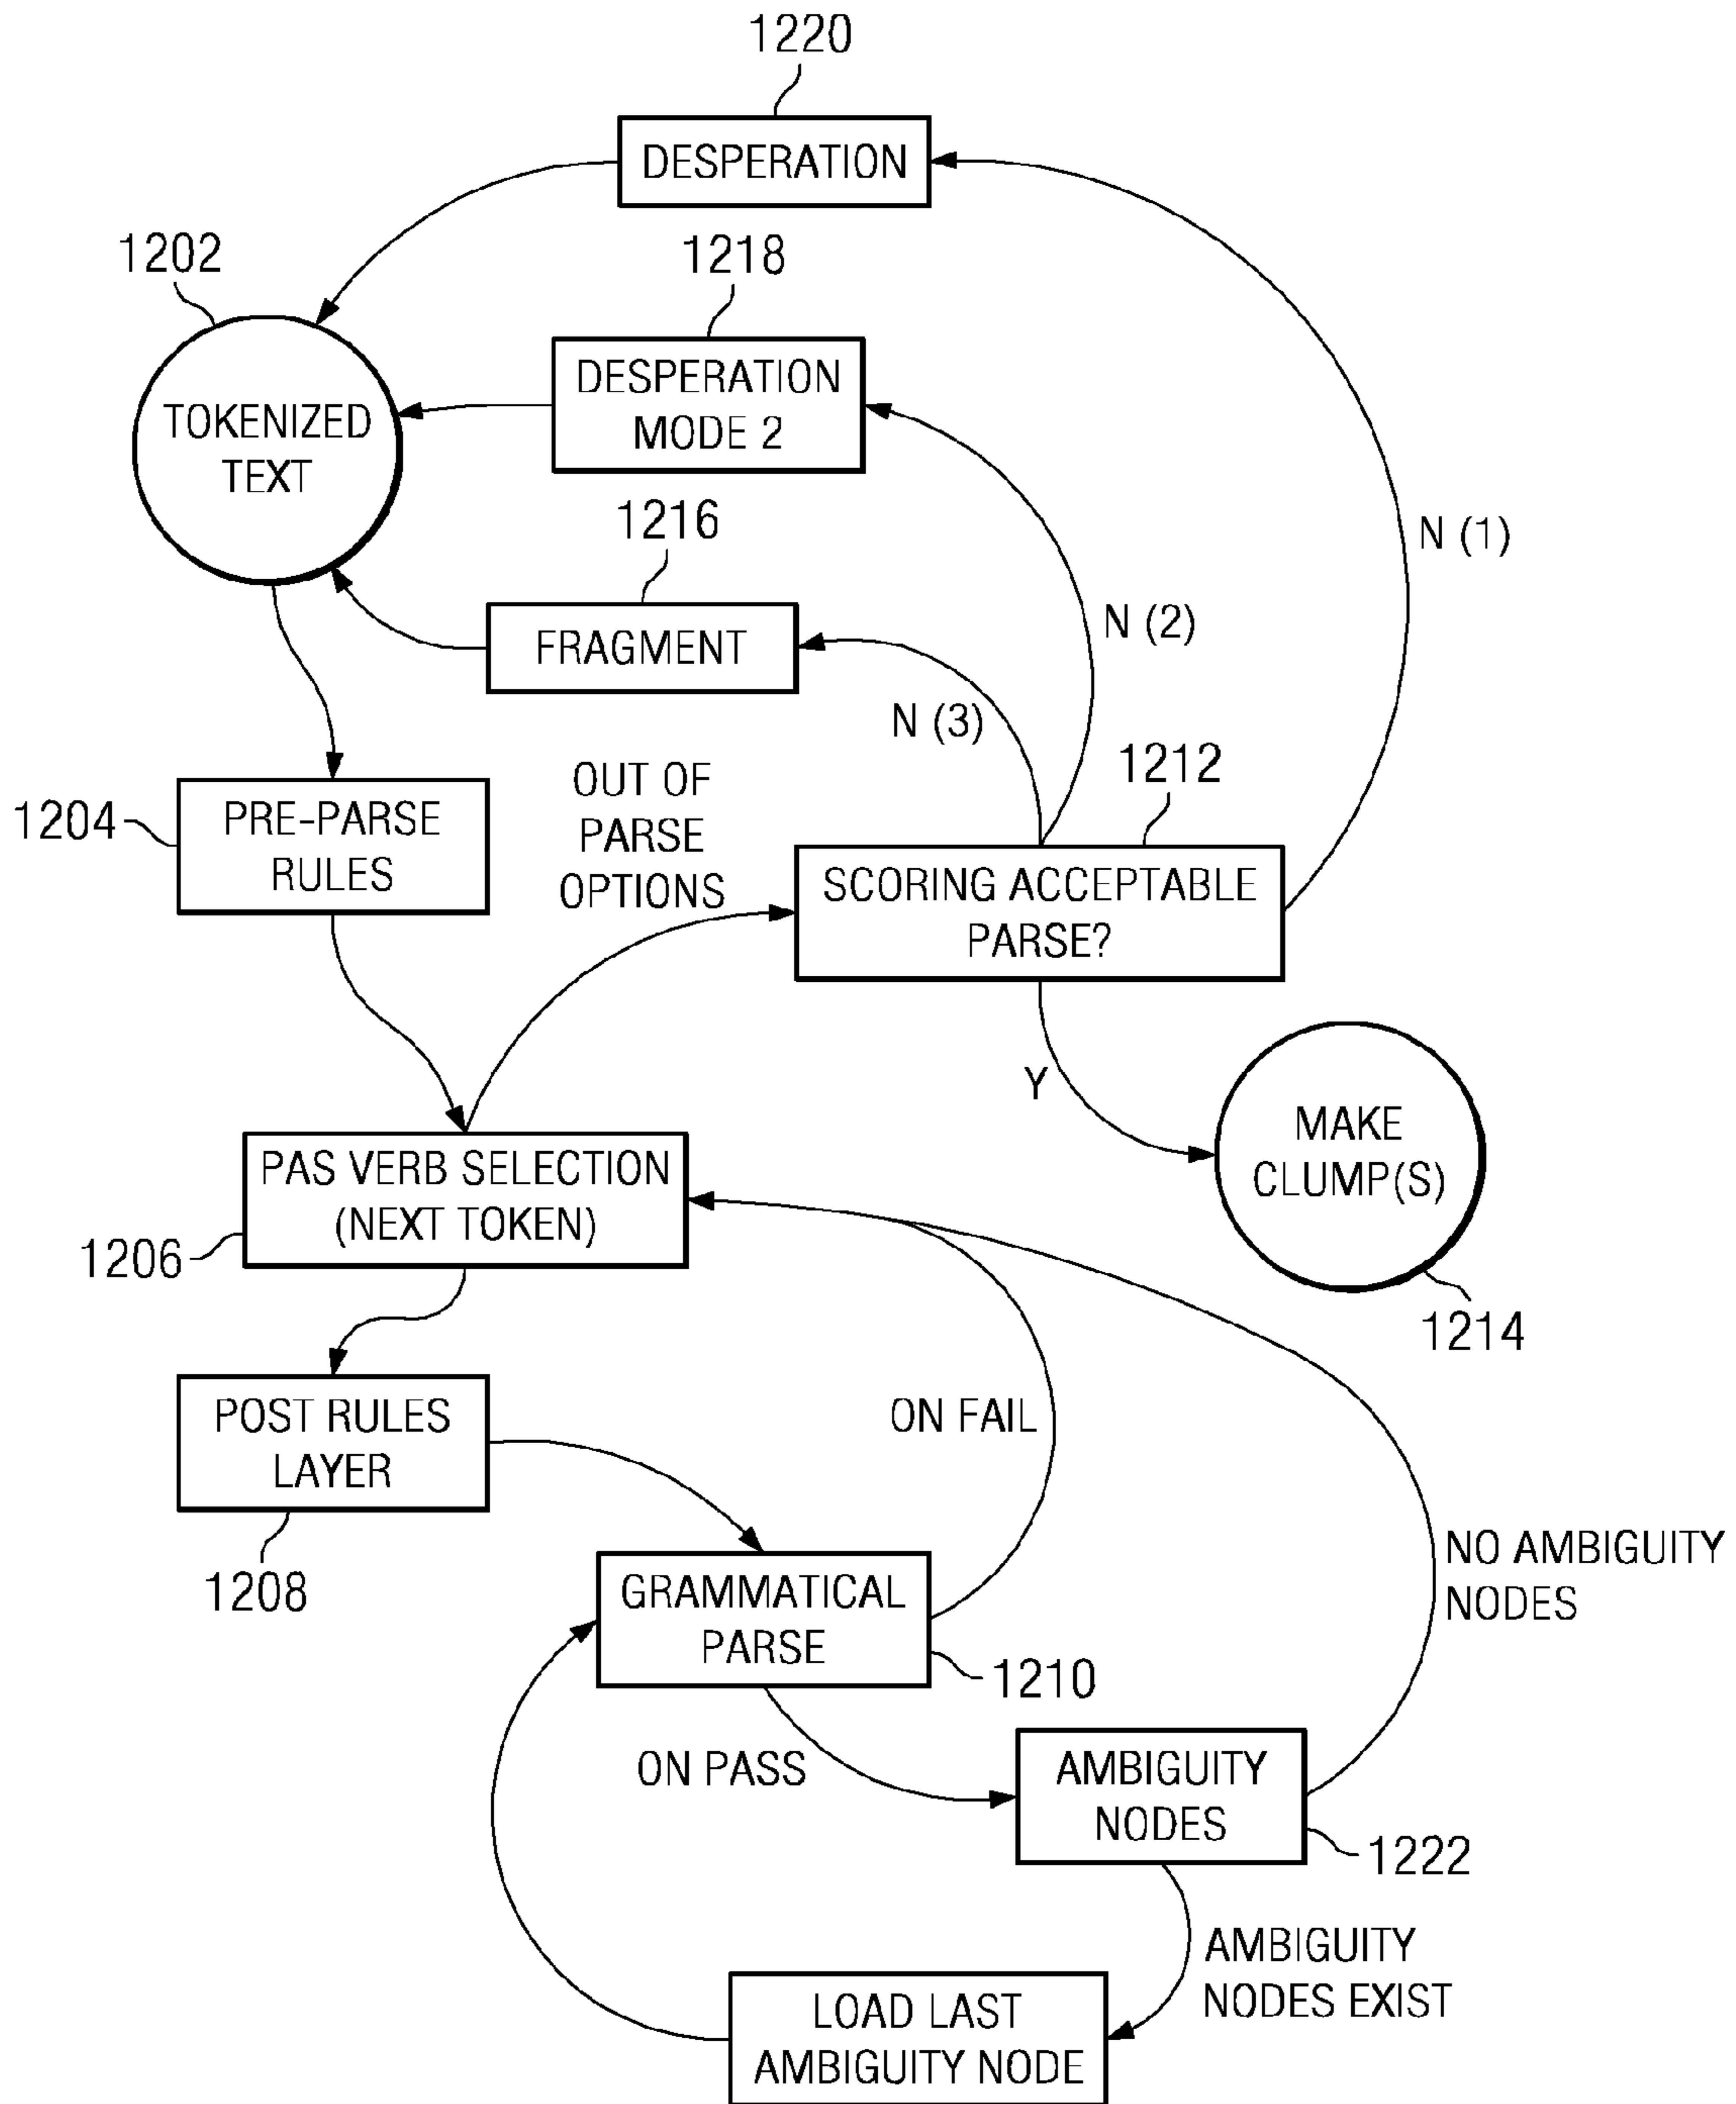 1220
DESPERATION
1202
1218
TOKENIZED
TEXT
DESPERATION
MODE 2
1216
N (1)
FRAGMENT
N (2)
N (3)
1204
PRE-PARSE
RULES
OUT OF
PARSE
OPTIONS
1212
SCORING ACCEPTABLE
PARSE?
Y
MAKE
CLUMP(S)
1214
PAS VERB SELECTION
(NEXT TOKEN)
1206
POST RULES
LAYER
1208
ON FAIL
NO AMBIGUITY
NODES
GRAMMATICAL
PARSE
1210
ON PASS
AMBIGUITY
NODES
1222
AMBIGUITY
NODES EXIST
LOAD LAST
AMBIGUITY NODE